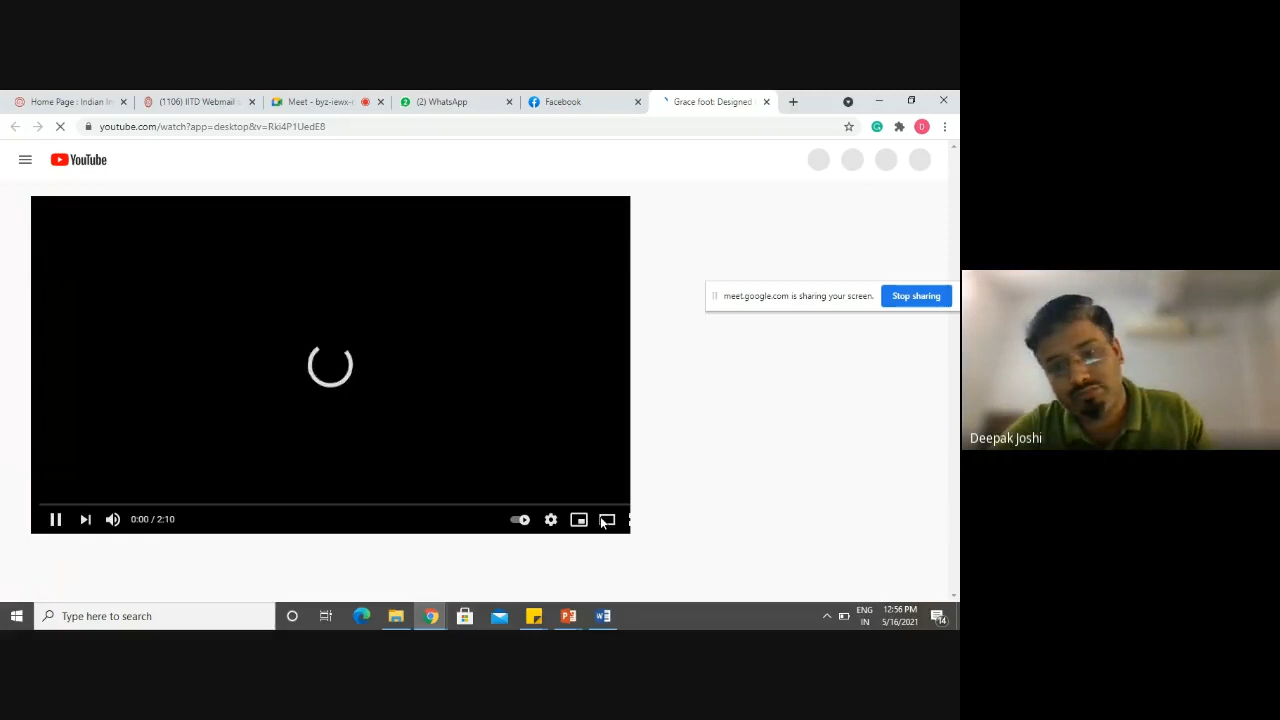 Home Page : Indian In
(1106) IITD Webmail
Meet - byz-iewx-
(2) WhatsApp
Facebook
Grace foot: Designed
youtube.com/watch?app=desktop&v=Rki4P1UedE8
D
YouTube
meet.google.com is sharing your screen.
Stop sharing
Deepak Joshi
0:00 / 2:10
Type here to search
ENG
IN
12:56 PM
5/16/2021
14